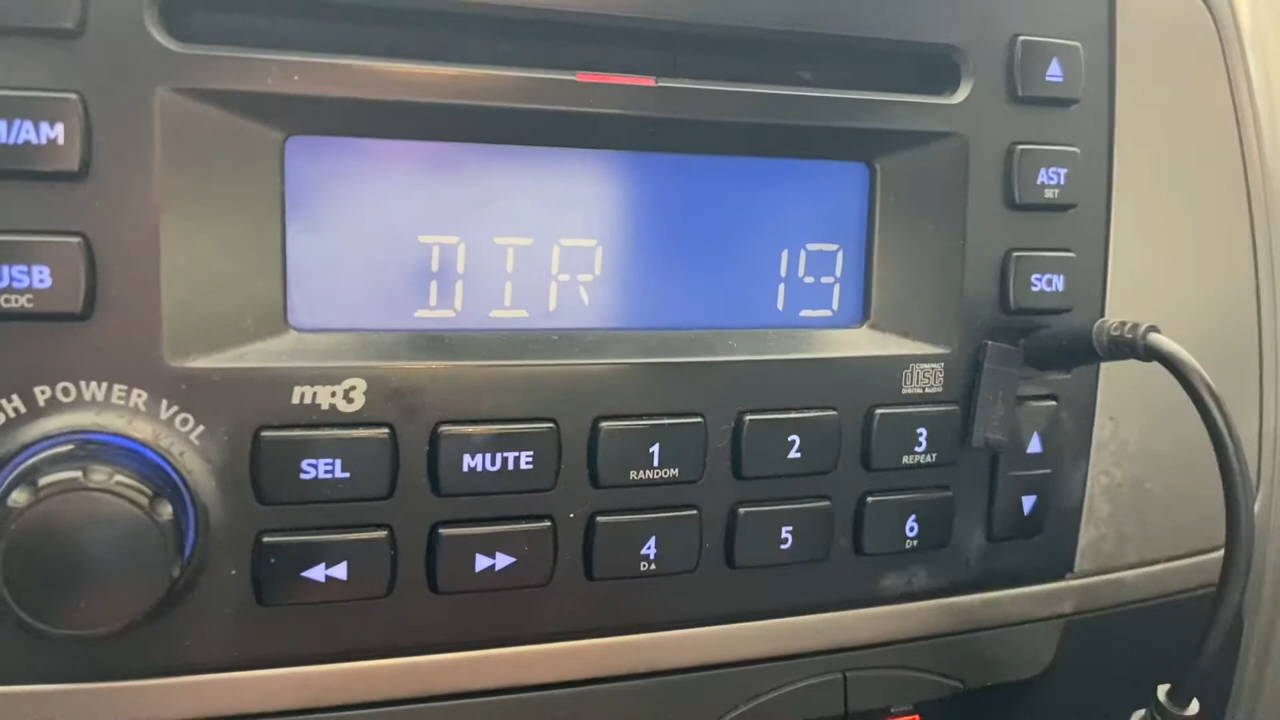 M/AM
AST
SET
DIR 19
USB
CDC
SCN
SH POWER VOL
mp3
COMPACT
disc
DIGITAL AUDIO
SEL
MUTE
1
RANDOM
2
3
REPEAT
4
D▲
5
6
D▼